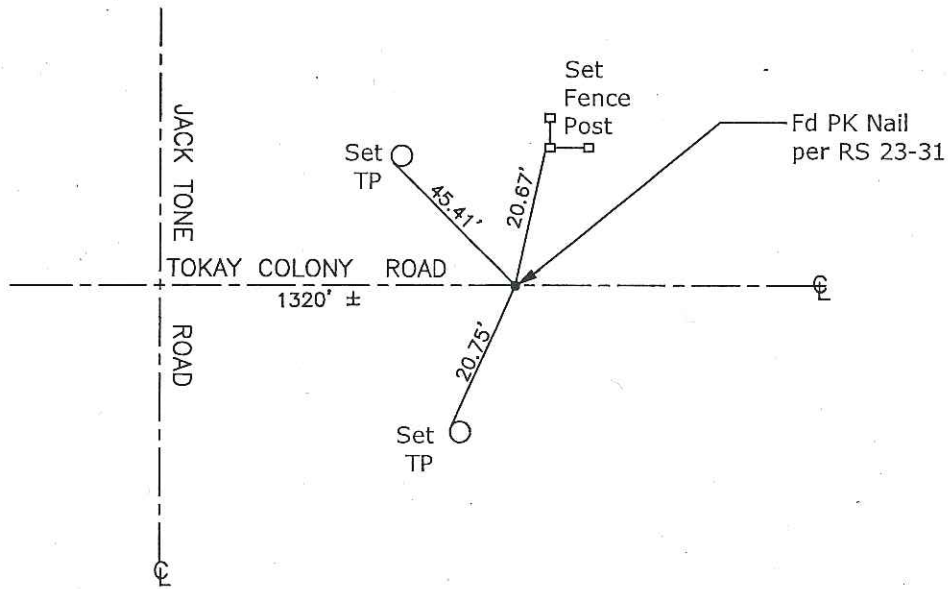 JACK TONE
ROAD
Set
TP
45.41'
Set
Fence
Post
20.67'
Fd PK Nail
per RS 23-31
TOKAY COLONY ROAD
1320' ±
℄
20.75'
Set
TP
℄